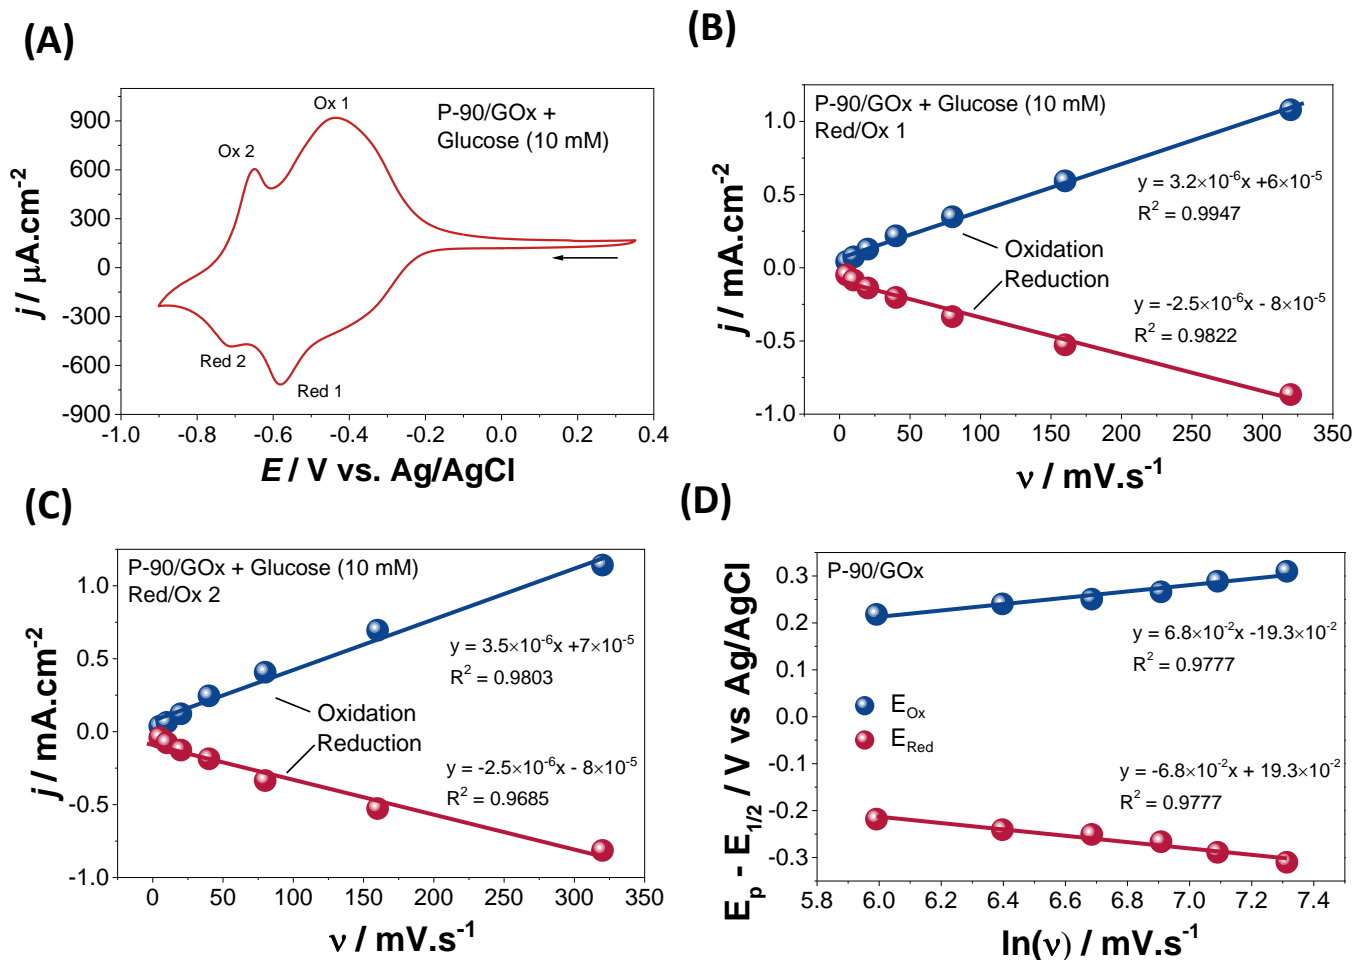 (A)
Ox 1
Ox 2
P-90/GOx +
Glucose (10 mM)
Red 2
Red 1
900
600
300
0
-300
-600
-900
-1.0
-0.8
-0.6
-0.4
-0.2
0.0
0.2
0.4
j / μA.cm⁻²
E / V vs. Ag/AgCl
(B)
P-90/GOx + Glucose (10 mM)
Red/Ox 1
y = 3.2×10⁻⁶x +6×10⁻⁵
R² = 0.9947
Oxidation
Reduction
y = -2.5×10⁻⁶x - 8×10⁻⁵
R² = 0.9822
1.0
0.5
0.0
-0.5
-1.0
0
50
100
150
200
250
300
350
j / mA.cm⁻²
ν / mV.s⁻¹
(C)
P-90/GOx + Glucose (10 mM)
Red/Ox 2
y = 3.5×10⁻⁶x +7×10⁻⁵
R² = 0.9803
Oxidation
Reduction
y = -2.5×10⁻⁶x - 8×10⁻⁵
R² = 0.9685
1.0
0.5
0.0
-0.5
-1.0
0
50
100
150
200
250
300
350
j / mA.cm⁻²
ν / mV.s⁻¹
(D)
P-90/GOx
y = 6.8×10⁻²x -19.3×10⁻²
R² = 0.9777
E_Ox
E_Red
y = -6.8×10⁻²x + 19.3×10⁻²
R² = 0.9777
0.3
0.2
0.1
0.0
-0.1
-0.2
-0.3
5.8
6.0
6.2
6.4
6.6
6.8
7.0
7.2
7.4
E_p - E_1/2 / V vs Ag/AgCl
ln(ν) / mV.s⁻¹